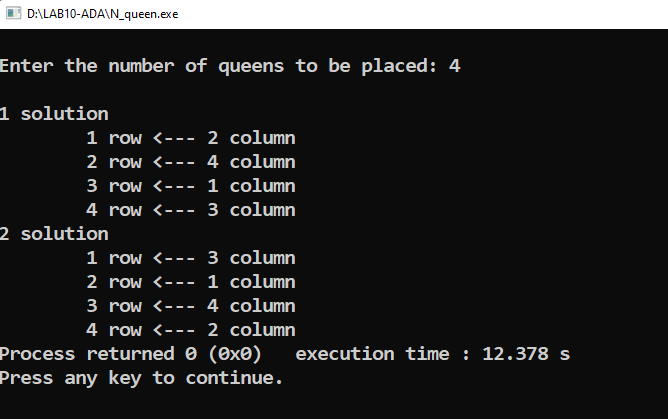 D:\LAB10-ADA\N_queen.exe
Enter the number of queens to be placed: 4
1 solution
1 row <--- 2 column
2 row <--- 4 column
3 row <--- 1 column
4 row <--- 3 column
2 solution
1 row <--- 3 column
2 row <--- 1 column
3 row <--- 4 column
4 row <--- 2 column
Process returned 0 (0x0)   execution time : 12.378 s
Press any key to continue.